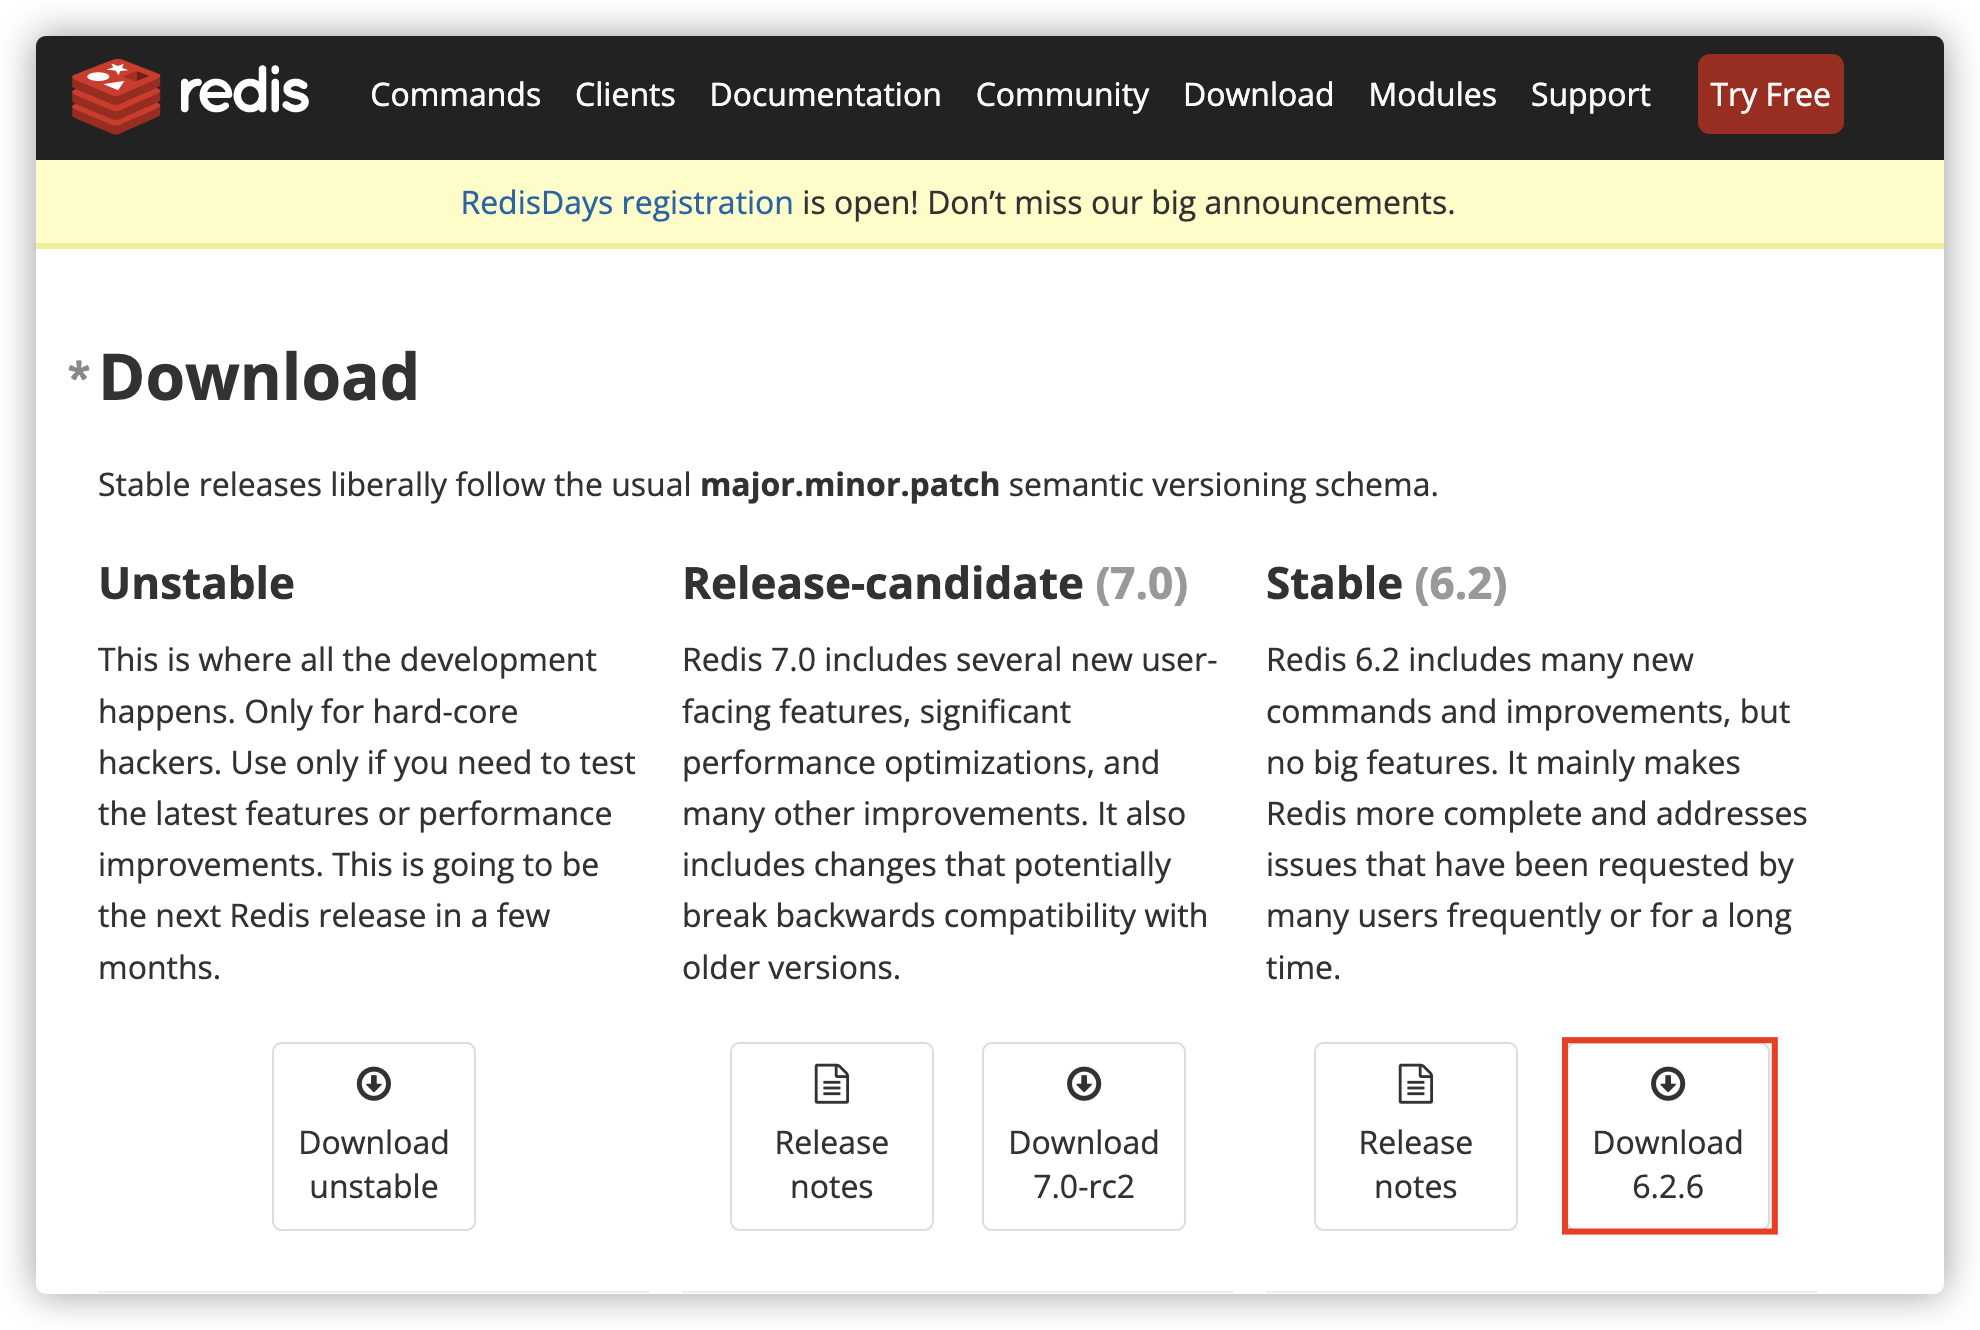 redis Commands Clients Documentation Community Download Modules Support Try Free
RedisDays registration is open! Don’t miss our big announcements.
* Download
Stable releases liberally follow the usual major.minor.patch semantic versioning schema.
Unstable
This is where all the development
happens. Only for hard-core
hackers. Use only if you need to test
the latest features or performance
improvements. This is going to be
the next Redis release in a few
months.
Download
unstable
Release-candidate (7.0)
Redis 7.0 includes several new user-
facing features, significant
performance optimizations, and
many other improvements. It also
includes changes that potentially
break backwards compatibility with
older versions.
Release
notes
Download
7.0-rc2
Stable (6.2)
Redis 6.2 includes many new
commands and improvements, but
no big features. It mainly makes
Redis more complete and addresses
issues that have been requested by
many users frequently or for a long
time.
Release
notes
Download
6.2.6